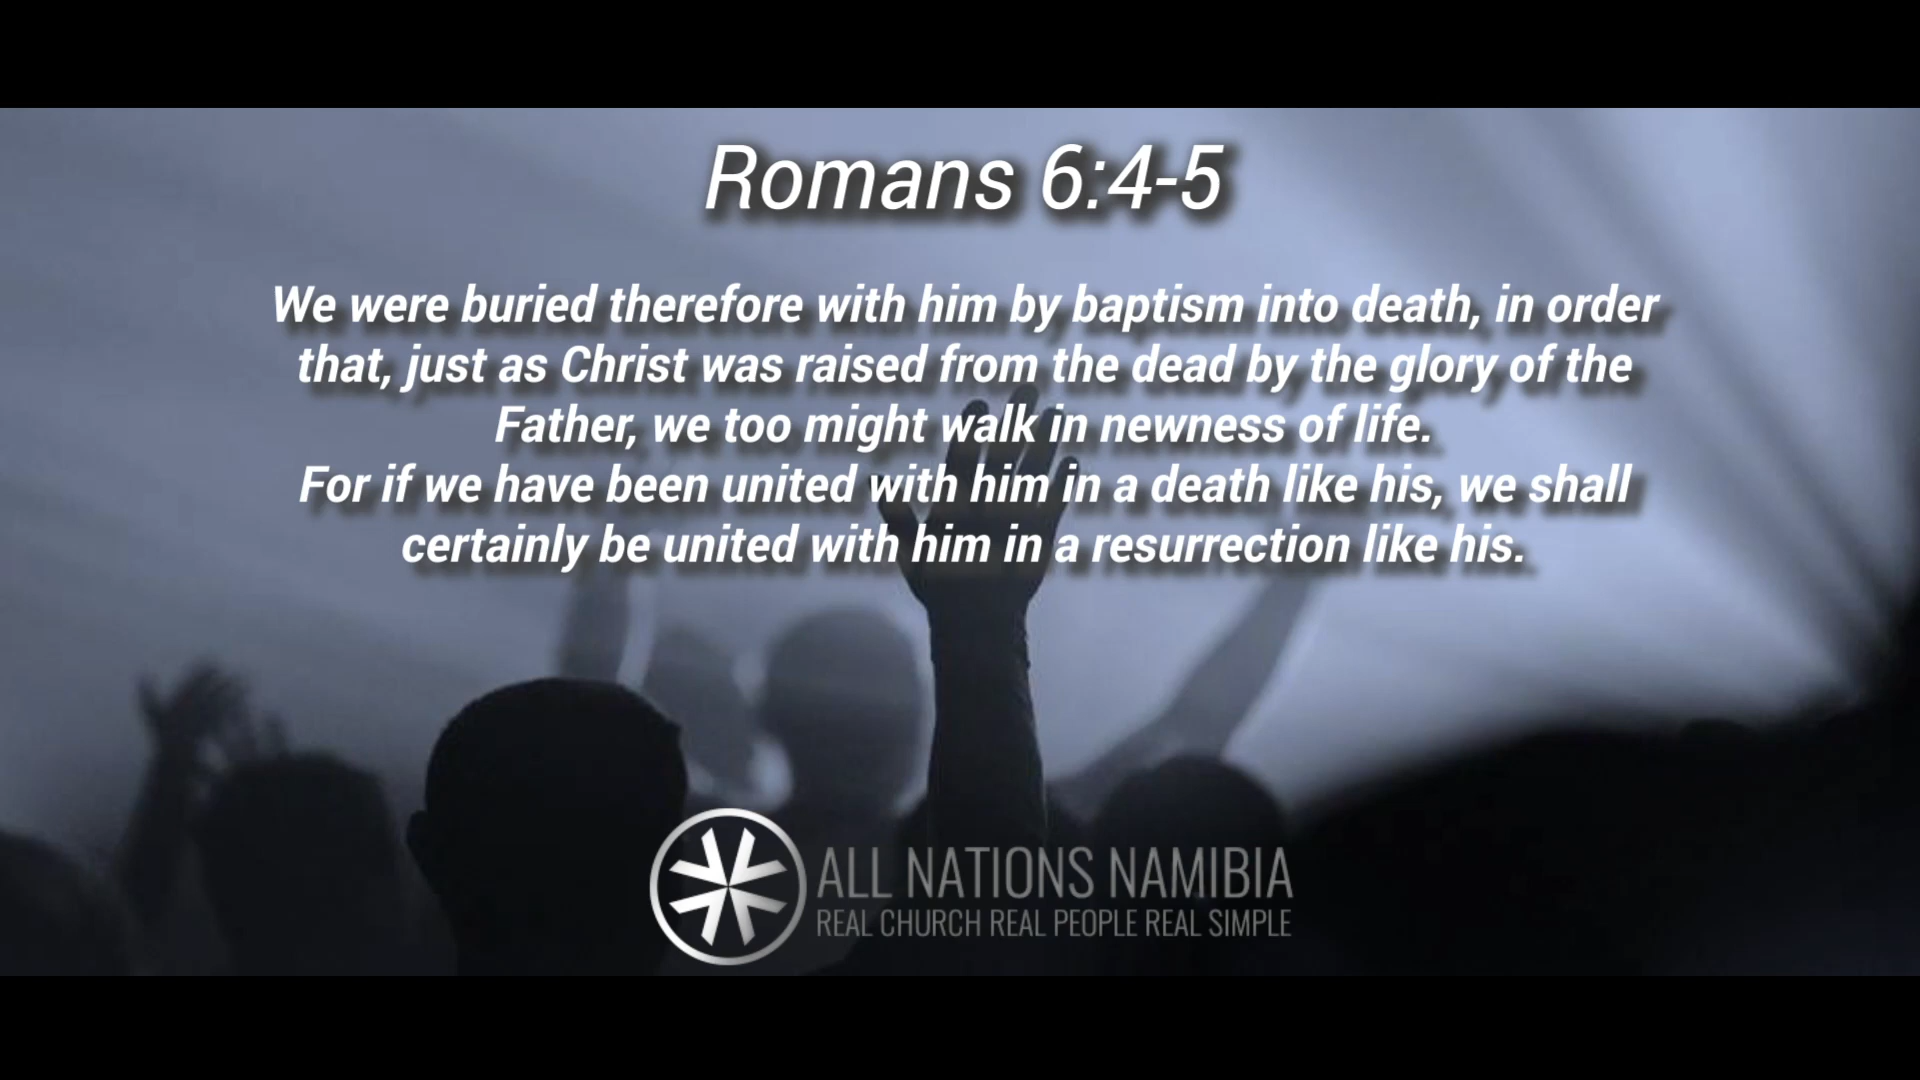 Romans 6:4-5
We were buried therefore with him by baptism into death, in order
that, just as Christ was raised from the dead by the glory of the
Father, we too might walk in newness of life.
For if we have been united with him in a death like his, we shall
certainly be united with him in a resurrection like his.
ALL NATIONS NAMIBIA
REAL CHURCH REAL PEOPLE REAL SIMPLE